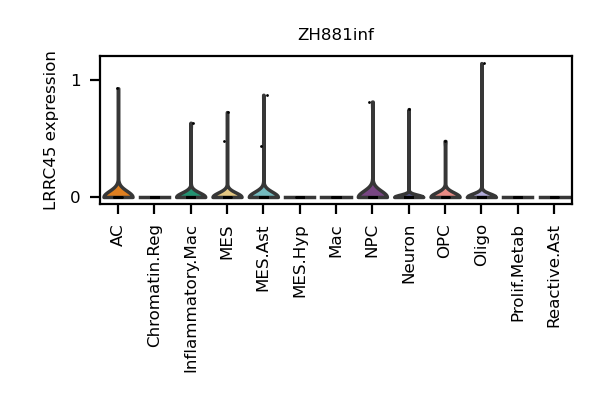 ZH881inf
LRRC45 expression
1
0
AC
Chromatin.Reg
Inflammatory.Mac
MES
MES.Ast
MES.Hyp
Mac
NPC
Neuron
OPC
Oligo
Prolif.Metab
Reactive.Ast